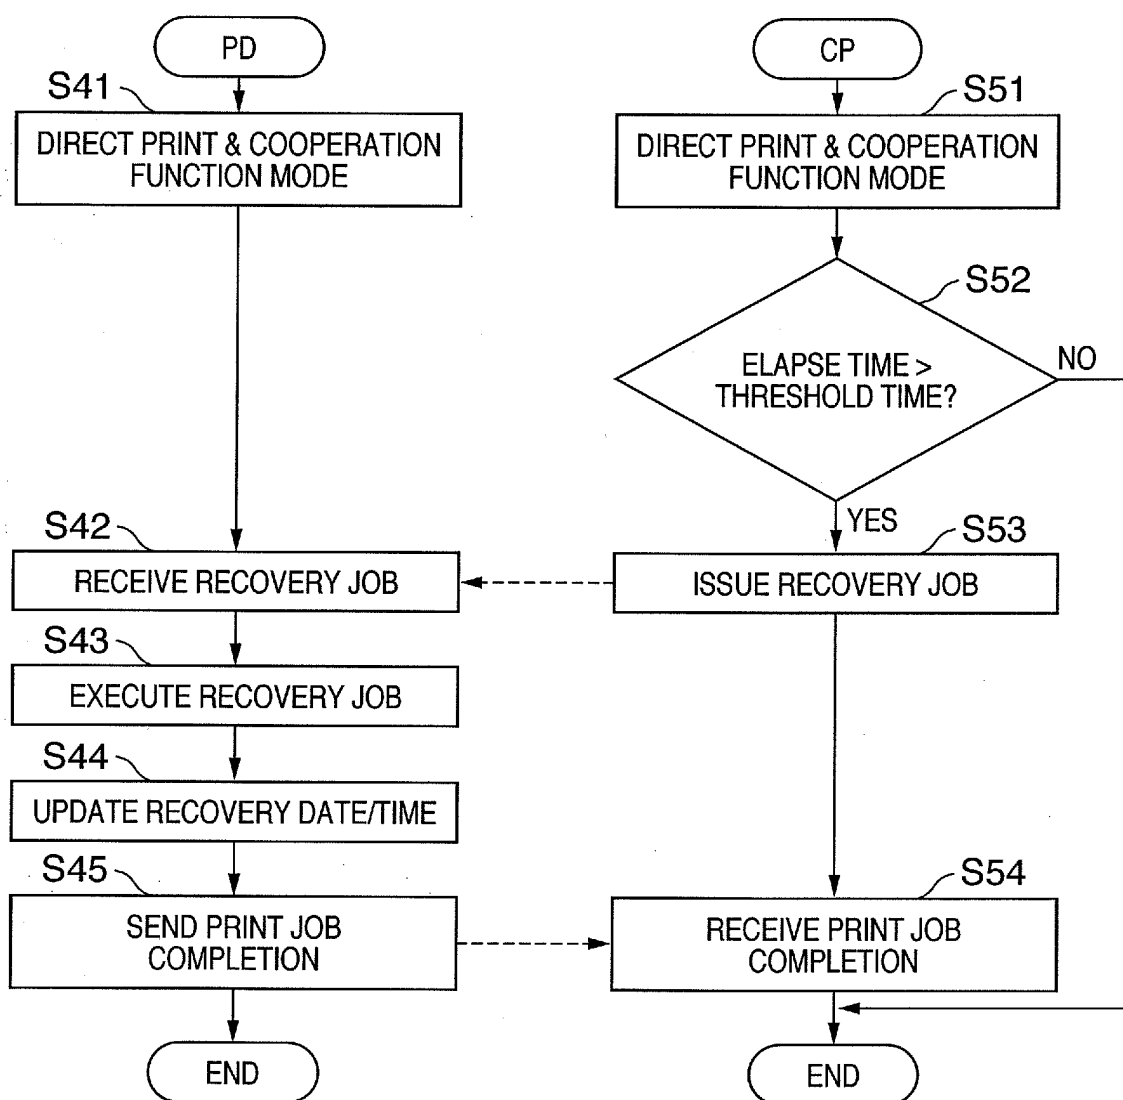 PD
S41
DIRECT PRINT & COOPERATION
FUNCTION MODE
S42
RECEIVE RECOVERY JOB
S43
EXECUTE RECOVERY JOB
S44
UPDATE RECOVERY DATE/TIME
S45
SEND PRINT JOB
COMPLETION
END
CP
S51
DIRECT PRINT & COOPERATION
FUNCTION MODE
S52
ELAPSE TIME >
THRESHOLD TIME?
NO
YES
S53
ISSUE RECOVERY JOB
S54
RECEIVE PRINT JOB
COMPLETION
END